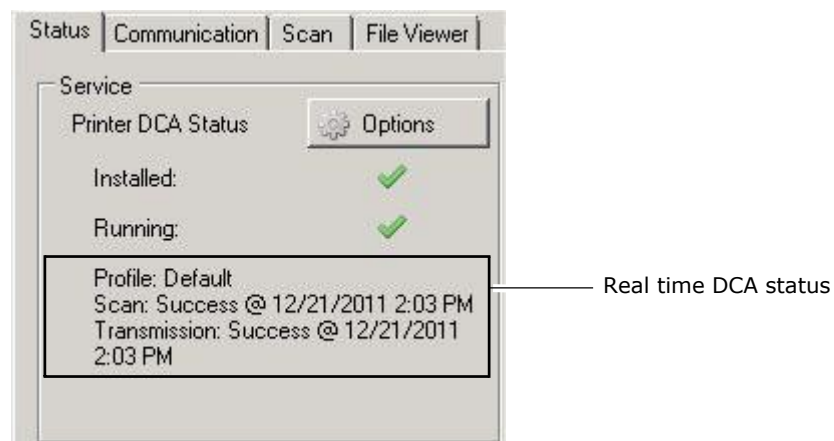 Status Communication Scan File Viewer
Service
Printer DCA Status Options
Installed:
Running:
Profile: Default
Scan: Success @ 12/21/2011 2:03 PM
Transmission: Success @ 12/21/2011
2:03 PM
Real time DCA status